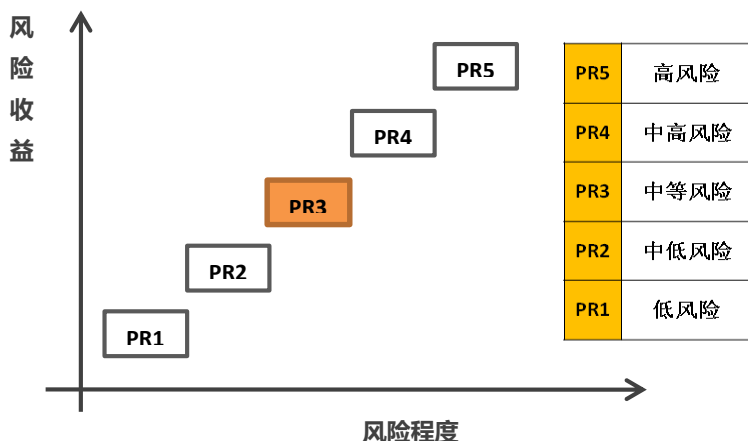 风
险
收
益
PR5
PR4
PR3
PR2
PR1
风险程度
PR5 高风险
PR4 中高风险
PR3 中等风险
PR2 中低风险
PR1 低风险